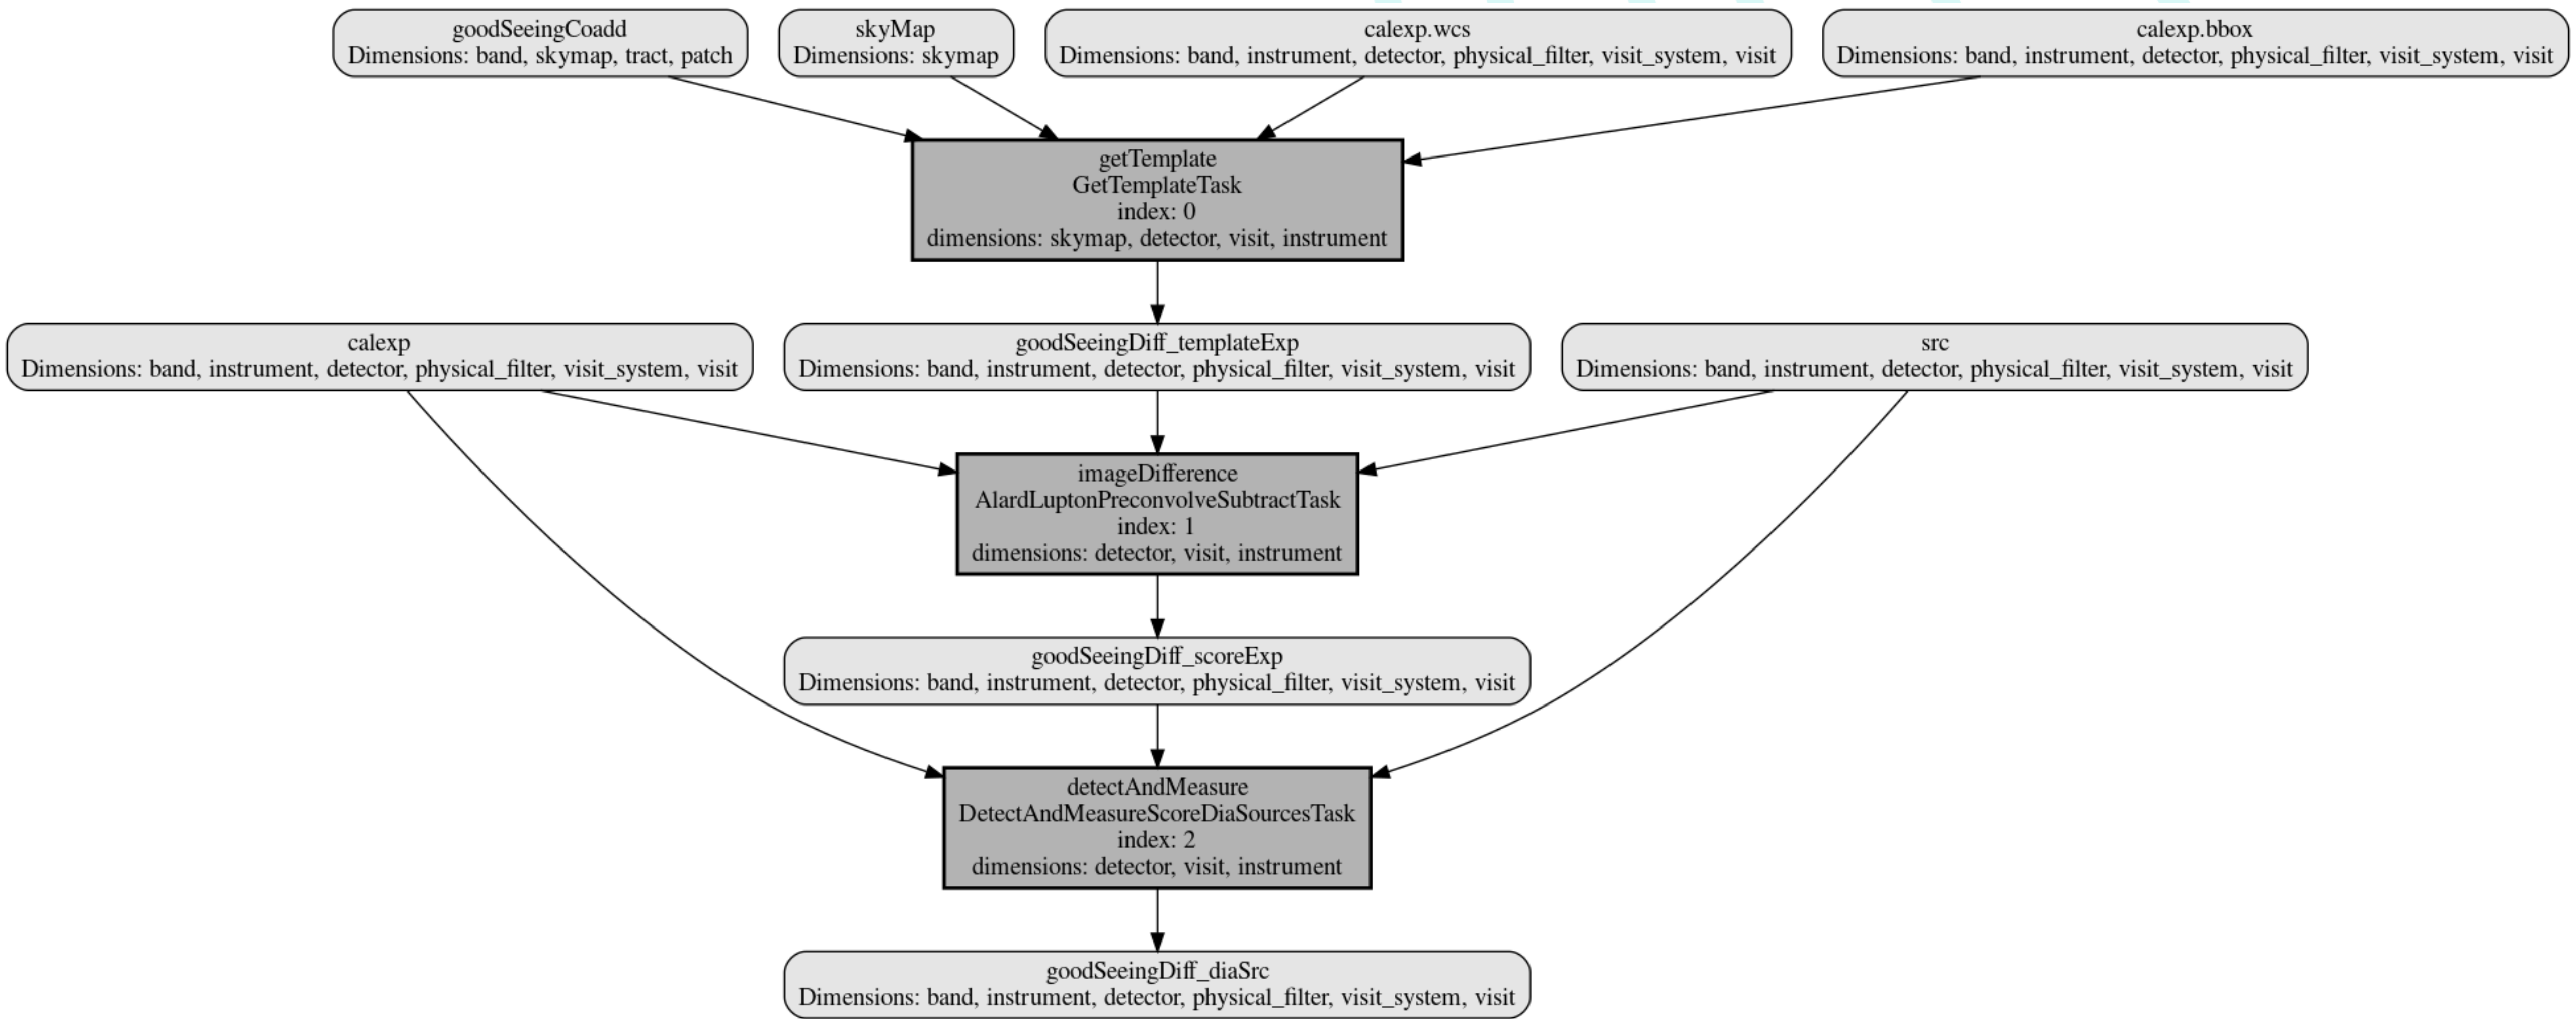 goodSeeingCoadd
Dimensions: band, skymap, tract, patch
skyMap
Dimensions: skymap
calexp.wcs
Dimensions: band, instrument, detector, physical_filter, visit_system, visit
calexp.bbox
Dimensions: band, instrument, detector, physical_filter, visit_system, visit
getTemplate
GetTemplateTask
index: 0
dimensions: skymap, detector, visit, instrument
calexp
Dimensions: band, instrument, detector, physical_filter, visit_system, visit
goodSeeingDiff_templateExp
Dimensions: band, instrument, detector, physical_filter, visit_system, visit
src
Dimensions: band, instrument, detector, physical_filter, visit_system, visit
imageDifference
AlardLuptonPreconvolveSubtractTask
index: 1
dimensions: detector, visit, instrument
goodSeeingDiff_scoreExp
Dimensions: band, instrument, detector, physical_filter, visit_system, visit
detectAndMeasure
DetectAndMeasureScoreDiaSourcesTask
index: 2
dimensions: detector, visit, instrument
goodSeeingDiff_diaSrc
Dimensions: band, instrument, detector, physical_filter, visit_system, visit